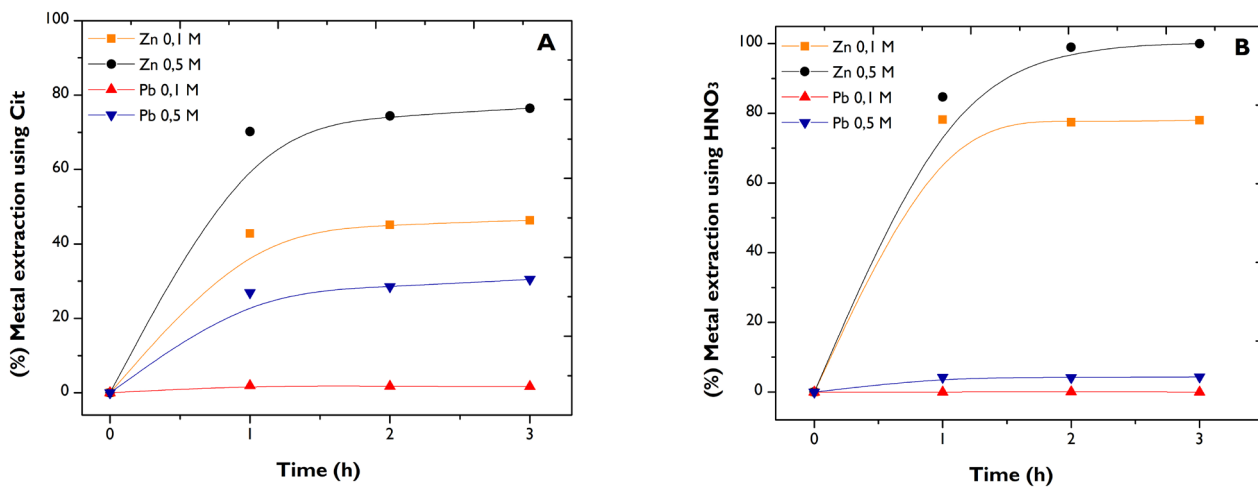 A
Zn 0,1 M
Zn 0,5 M
Pb 0,1 M
Pb 0,5 M
(%) Metal extraction using Cit
100
80
60
40
20
0
0 1 2 3
Time (h)
B
Zn 0,1 M
Zn 0,5 M
Pb 0,1 M
Pb 0,5 M
(%) Metal extraction using HNO₃
100
80
60
40
20
0
0 1 2 3
Time (h)